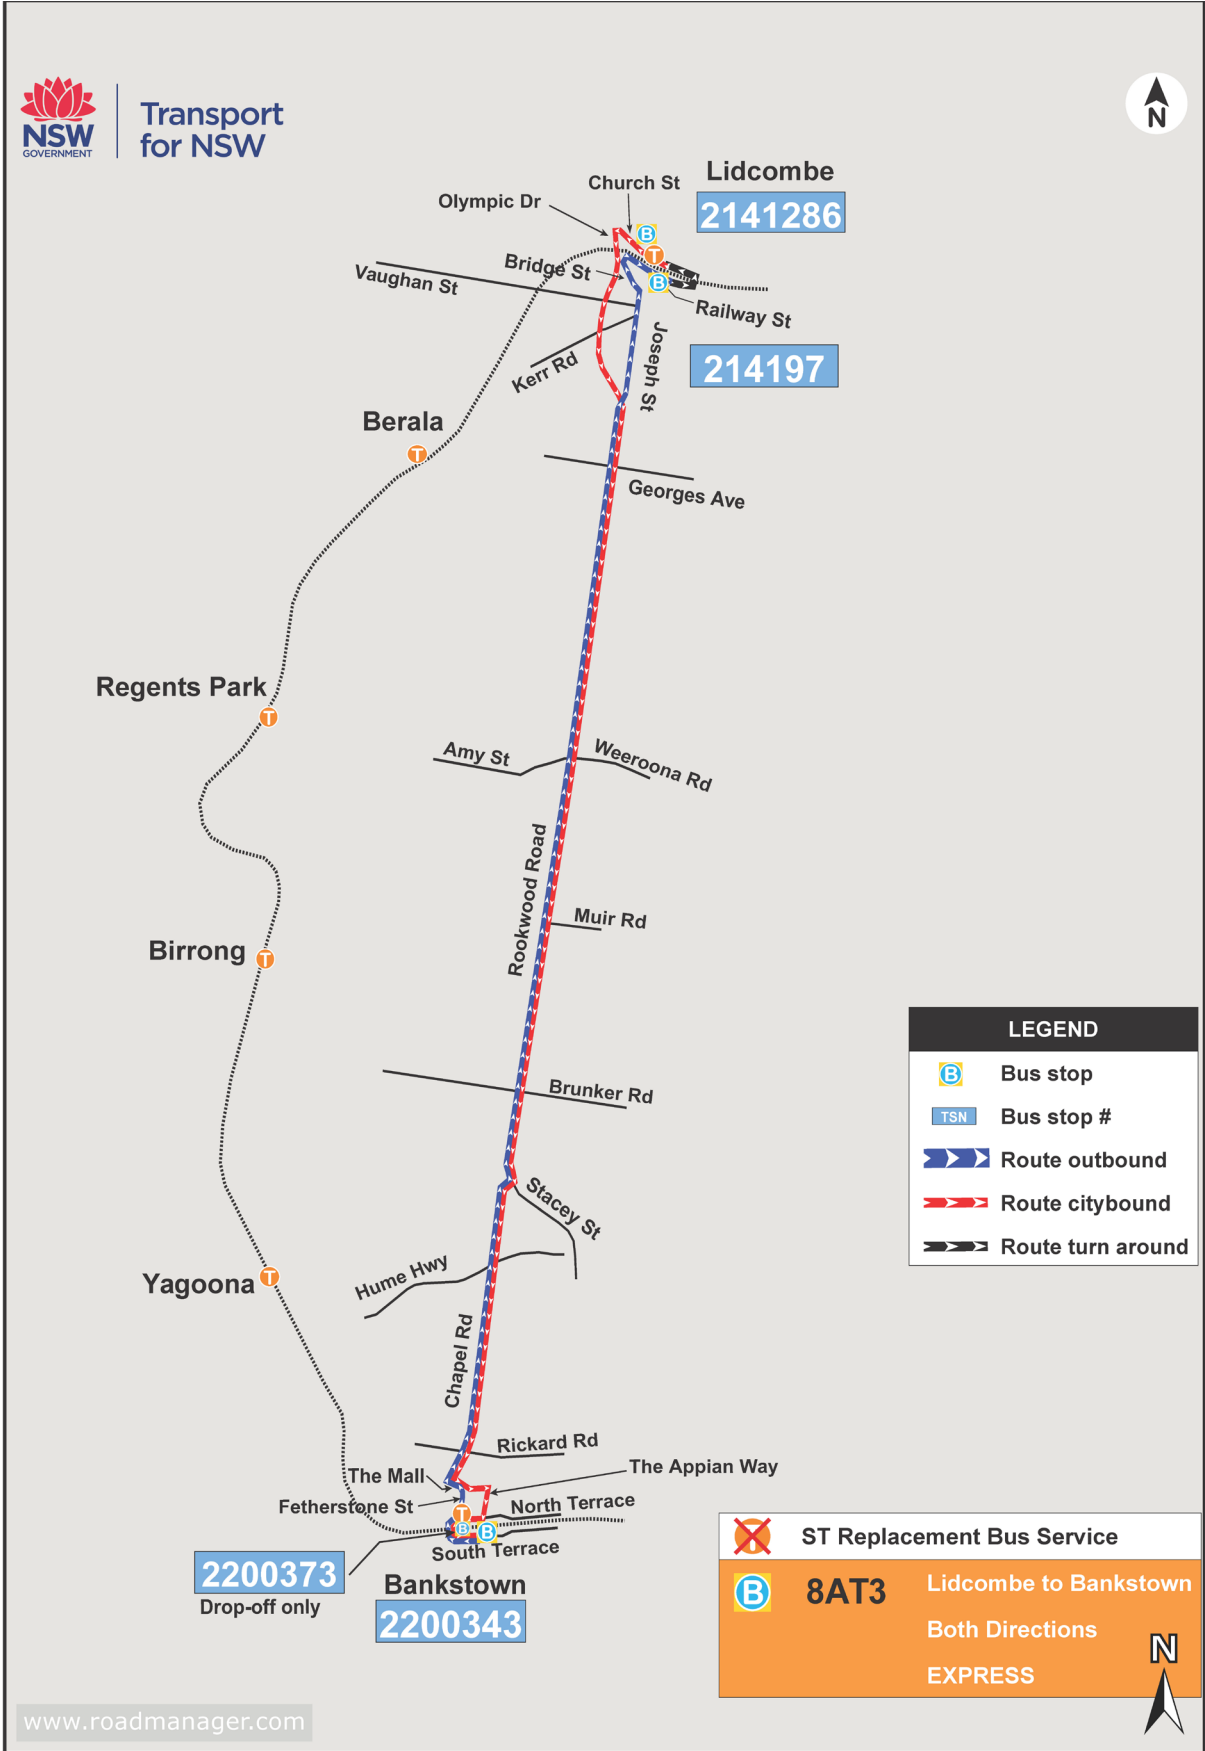 NSW
GOVERNMENT
Transport
for NSW
N
Lidcombe
2141286
Church St
Olympic Dr
B
T
Bridge St
Vaughan St
B
Railway St
Kerr Rd
Joseph St
214197
Berala
T
Georges Ave
Regents Park
T
Amy St
Weeroona Rd
Rookwood Road
Muir Rd
Birrong
T
Brunker Rd
Stacey St
Hume Hwy
Yagoona
T
Chapel Rd
Rickard Rd
The Mall
The Appian Way
Fetherstone St
North Terrace
T
B
B
South Terrace
2200373
Drop-off only
Bankstown
2200343
LEGEND
B Bus stop
TSN Bus stop #
Route outbound
Route citybound
Route turn around
T ST Replacement Bus Service
B 8AT3 Lidcombe to Bankstown
Both Directions
EXPRESS
N
www.roadmanager.com